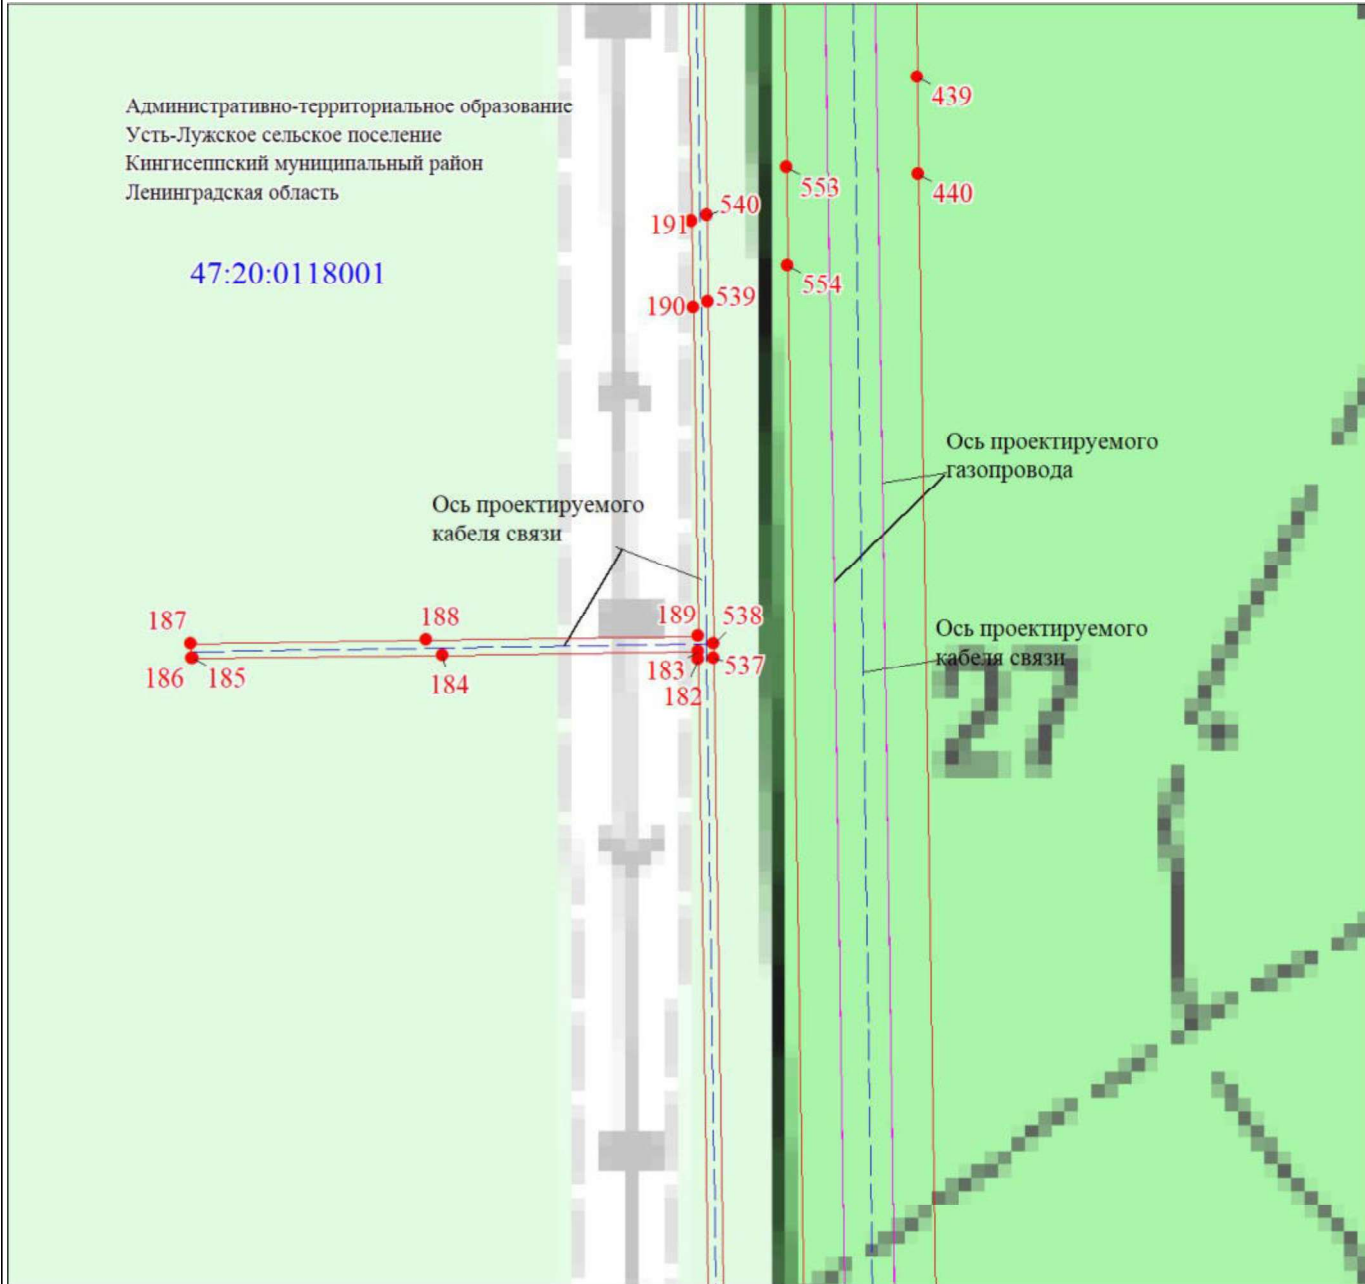 Административно-территориальное образование
Усть-Лужское сельское поселение
Кингисеппский муниципальный район
Ленинградская область
47:20:0118001
439
440
553
554
191
540
190
539
Ось проектируемого
газопровода
Ось проектируемого
кабеля связи
187
188
189
538
186
185
184
183
537
182
Ось проектируемого
кабеля связи
27